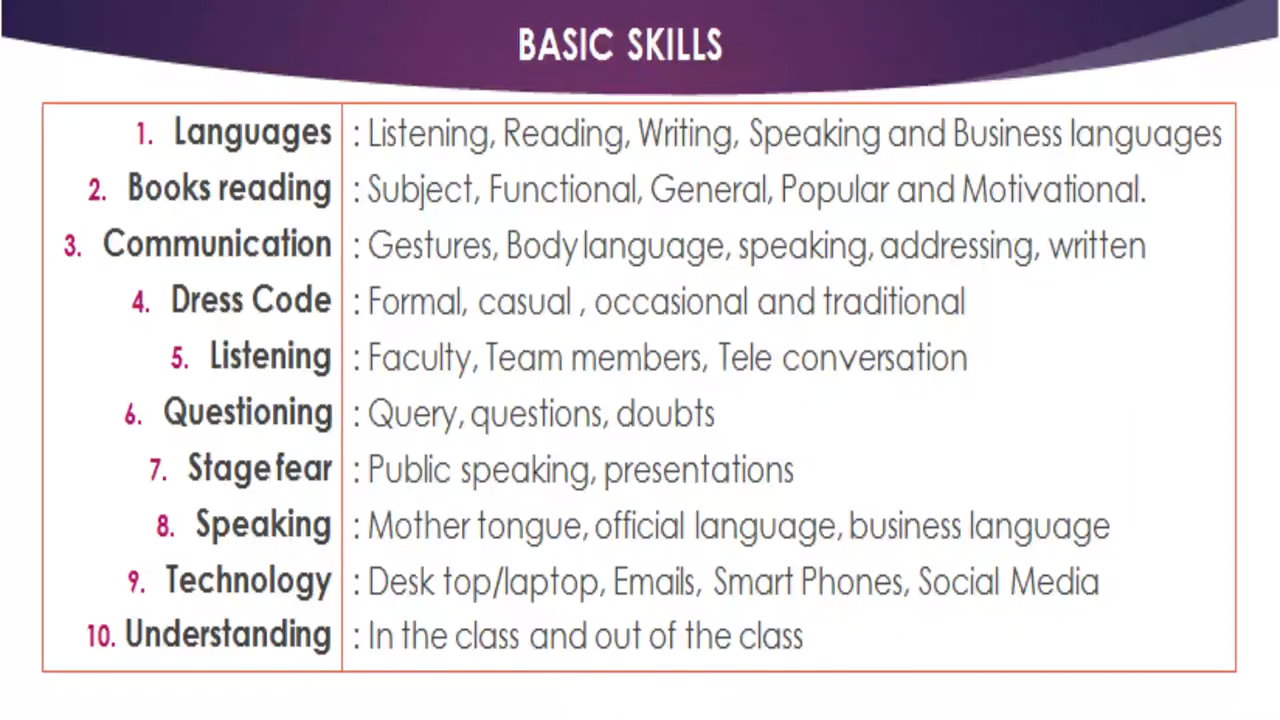 BASIC SKILLS
1. Languages : Listening, Reading, Writing, Speaking and Business languages
2. Books reading : Subject, Functional, General, Popular and Motivational.
3. Communication : Gestures, Body language, speaking, addressing, written
4. Dress Code : Formal, casual , occasional and traditional
5. Listening : Faculty, Team members, Tele conversation
6. Questioning : Query, questions, doubts
7. Stage fear : Public speaking, presentations
8. Speaking : Mother tongue, official language, business language
9. Technology : Desk top/laptop, Emails, Smart Phones, Social Media
10. Understanding : In the class and out of the class